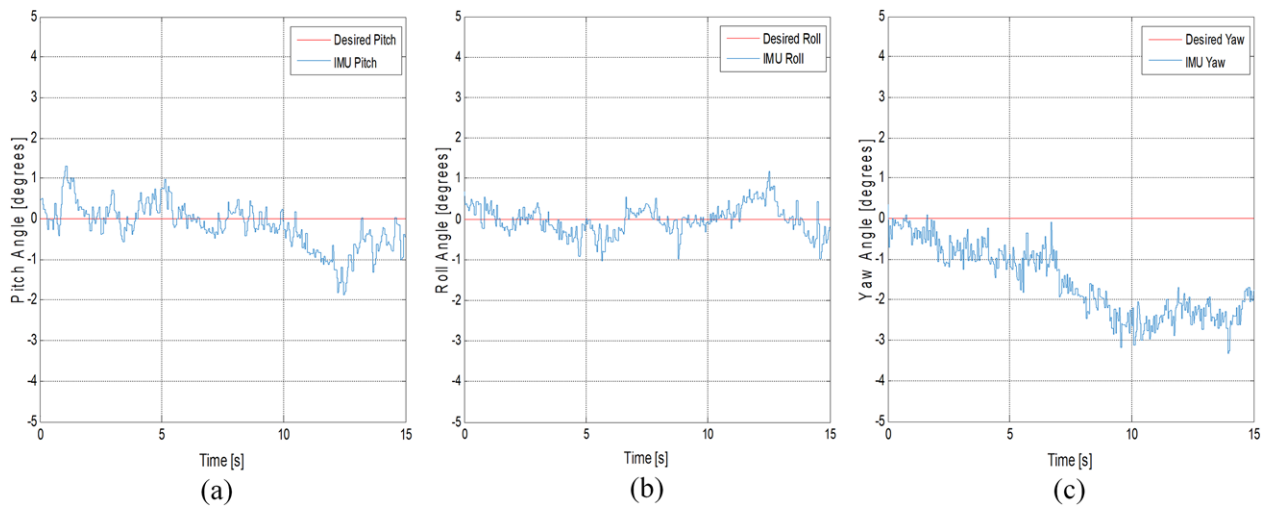 5
4
3
2
1
0
-1
-2
-3
-4
-5
Pitch Angle [degrees]
Desired Pitch
IMU Pitch
0 5 10 15
Time [s]
(a)
5
4
3
2
1
0
-1
-2
-3
-4
-5
Roll Angle [degrees]
Desired Roll
IMU Roll
0 5 10 15
Time [s]
(b)
5
4
3
2
1
0
-1
-2
-3
-4
-5
Yaw Angle [degrees]
Desired Yaw
IMU Yaw
0 5 10 15
Time [s]
(c)